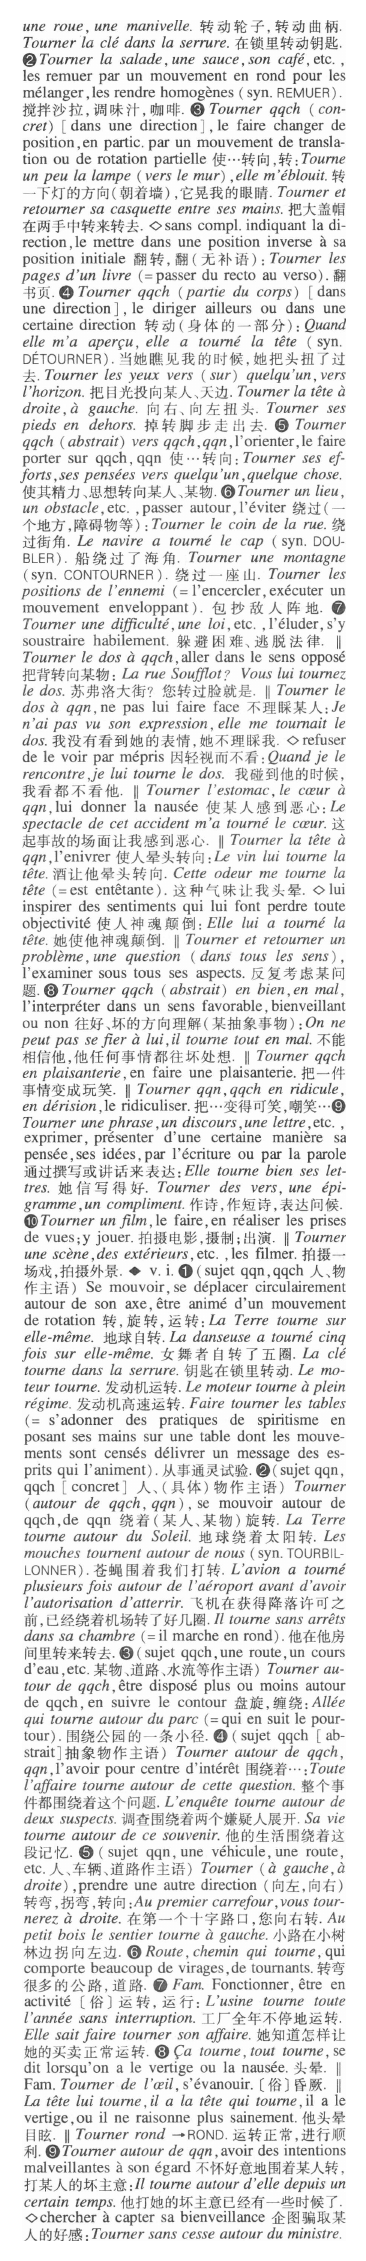 une roue, une manivelle. 转动轮子,转动曲柄.
Tourner la clé dans la serrure. 在锁里转动钥匙.
❷ Tourner la salade, une sauce, son café, etc.,
les remuer par un mouvement en rond pour les
mélanger, les rendre homogènes (syn. REMUER).
搅拌沙拉,调味汁,咖啡. ❸ Tourner qqch (con-
cret) [dans une direction], le faire changer de
position, en partic. par un mouvement de transla-
tion ou de rotation partielle 使…转向,转: Tourne
un peu la lampe (vers le mur), elle m'éblouit. 转
一下灯的方向(朝着墙),它晃我的眼睛. Tourner et
retourner sa casquette entre ses mains. 把大盖帽
在两手中转来转去. ◇sans compl. indiquant la di-
rection, le mettre dans une position inverse à sa
position initiale 翻转,翻(无补语): Tourner les
pages d'un livre (= passer du recto au verso). 翻
书页. ❹ Tourner qqch (partie du corps) [dans
une direction], le diriger ailleurs ou dans une
certaine direction 转动(身体的一部分): Quand
elle m'a aperçu, elle a tourné la tête (syn.
DÉTOURNER). 当她瞧见我的时候,她把头扭了过
去. Tourner les yeux vers (sur) quelqu'un, vers
l'horizon. 把目光投向某人、天边. Tourner la tête à
droite, à gauche. 向右、向左扭头. Tourner ses
pieds en dehors. 掉转脚步走出去. ❺ Tourner
qqch (abstrait) vers qqch, qqn, l'orienter, le faire
porter sur qqch, qqn 使…转向: Tourner ses ef-
forts, ses pensées vers quelqu'un, quelque chose.
使其精力、思想转向某人、某物. ❻ Tourner un lieu,
un obstacle, etc., passer autour, l'éviter 绕过(一
个地方,障碍物等): Tourner le coin de la rue. 绕
过街角. Le navire a tourné le cap (syn. DOU-
BLER). 船绕过了海角. Tourner une montagne
(syn. CONTOURNER). 绕过一座山. Tourner les
positions de l'ennemi (= l'encercler, exécuter un
mouvement enveloppant). 包抄敌人阵地. ❼
Tourner une difficulté, une loi, etc., l'éluder, s'y
soustraire habilement. 躲避困难、逃脱法律. ‖
Tourner le dos à qqch, aller dans le sens opposé
把背转向某物: La rue Soufflot? Vous lui tournez
le dos. 苏弗洛大街? 您转过脸就是. ‖ Tourner le
dos à qqn, ne pas lui faire face 不理睬某人: Je
n'ai pas vu son expression, elle me tournait le
dos. 我没有看到她的表情,她不理睬我. ◇refuser
de le voir par mépris 因轻视而不看: Quand je le
rencontre, je lui tourne le dos. 我碰到他的时候,
我看都不看他. ‖ Tourner l'estomac, le cœur à
qqn, lui donner la nausée 使某人感到恶心: Le
spectacle de cet accident m'a tourné le cœur. 这
起事故的场面让我感到恶心. ‖ Tourner la tête à
qqn, l'enivrer 使人晕头转向: Le vin lui tourne la
tête. 酒让他晕头转向. Cette odeur me tourne la
tête (= est entêtante). 这种气味让我头晕. ◇lui
inspirer des sentiments qui lui font perdre toute
objectivité 使人神魂颠倒: Elle lui a tourné la
tête. 她使他神魂颠倒. ‖ Tourner et retourner un
problème, une question (dans tous les sens),
l'examiner sous tous ses aspects. 反复考虑某问
题. ❽ Tourner qqch (abstrait) en bien, en mal,
l'interpréter dans un sens favorable, bienveillant
ou non 往好、坏的方向理解(某抽象事物): On ne
peut pas se fier à lui, il tourne tout en mal. 不能
相信他,他任何事情都往坏处想. ‖ Tourner qqch
en plaisanterie, en faire une plaisanterie. 把一件
事情变成玩笑. ‖ Tourner qqn, qqch en ridicule,
en dérision, le ridiculiser. 把…变得可笑,嘲笑… ❾
Tourner une phrase, un discours, une lettre, etc.,
exprimer, présenter d'une certaine manière sa
pensée, ses idées, par l'écriture ou par la parole
通过撰写或讲话来表达: Elle tourne bien ses let-
tres. 她信写得好. Tourner des vers, une épi-
gramme, un compliment. 作诗,作短诗,表达问候.
❿ Tourner un film, le faire, en réaliser les prises
de vues; y jouer. 拍摄电影,摄制;出演. ‖ Tourner
une scène, des extérieurs, etc., les filmer. 拍摄一
场戏,拍摄外景. ◆ v. i. ❶ (sujet qqn, qqch 人、物
作主语) Se mouvoir, se déplacer circulairement
autour de son axe, être animé d'un mouvement
de rotation 转,旋转,运转: La Terre tourne sur
elle-même. 地球自转. La danseuse a tourné cinq
fois sur elle-même. 女舞者自转了五圈. La clé
tourne dans la serrure. 钥匙在锁里转动. Le mo-
teur tourne. 发动机运转. Le moteur tourne à plein
régime. 发动机高速运转. Faire tourner les tables
(= s'adonner des pratiques de spiritisme en
posant ses mains sur une table dont les mouve-
ments sont censés délivrer un message des es-
prits qui l'animent). 从事通灵试验. ❷ (sujet qqn,
qqch [concret] 人、(具体)物作主语) Tourner
(autour de qqch, qqn), se mouvoir autour de
qqch, de qqn 绕着(某人、某物)旋转. La Terre
tourne autour du Soleil. 地球绕着太阳转. Les
mouches tournent autour de nous (syn. TOURBIL-
LONNER). 苍蝇围着我们打转. L'avion a tourné
plusieurs fois autour de l'aéroport avant d'avoir
l'autorisation d'atterrir. 飞机在获得降落许可之
前,已经绕着机场转了好几圈. Il tourne sans arrêts
dans sa chambre (= il marche en rond). 他在他房
间里转来转去. ❸ (sujet qqch, une route, un cours
d'eau, etc. 某物、道路、水流等作主语) Tourner au-
tour de qqch, être disposé plus ou moins autour
de qqch, en suivre le contour 盘旋,缠绕: Allée
qui tourne autour du parc (= qui en suit le pour-
tour). 围绕公园的一条小径. ❹ (sujet qqch [ab-
strait]抽象物作主语) Tourner autour de qqch,
qqn, l'avoir pour centre d'intérêt 围绕着…: Toute
l'affaire tourne autour de cette question. 整个事
件都围绕着这个问题. L'enquête tourne autour de
deux suspects. 调查围绕着两个嫌疑人展开. Sa vie
tourne autour de ce souvenir. 他的生活围绕着这
段记忆. ❺ (sujet qqn, une véhicule, une route,
etc. 人、车辆、道路作主语) Tourner (à gauche, à
droite), prendre une autre direction (向左,向右)
转弯,拐弯,转向: Au premier carrefour, vous tour-
nerez à droite. 在第一个十字路口,您向右转. Au
petit bois le sentier tourne à gauche. 小路在小树
林边拐向左边. ❻ Route, chemin qui tourne, qui
comporte beaucoup de virages, de tournants. 转弯
很多的公路,道路. ❼ Fam. Fonctionner, être en
activité 〔俗〕运转,运行: L'usine tourne toute
l'année sans interruption. 工厂全年不停地运转.
Elle sait faire tourner son affaire. 她知道怎样让
她的买卖正常运转. ❽ Ça tourne, tout tourne, se
dit lorsqu'on a le vertige ou la nausée. 头晕. ‖
Fam. Tourner de l'œil, s'évanouir. 〔俗〕昏厥. ‖
La tête lui tourne, il a la tête qui tourne, il a le
vertige, ou il ne raisonne plus sainement. 他头晕
目眩. ‖ Tourner rond →ROND. 运转正常,进行顺
利. ❾ Tourner autour de qqn, avoir des intentions
malveillantes à son égard 不怀好意地围着某人转,
打某人的坏主意: Il tourne autour d'elle depuis un
certain temps. 他打她的坏主意已经有一些时候了.
◇chercher à capter sa bienveillance 企图骗取某
人的好感: Tourner sans cesse autour du ministre.